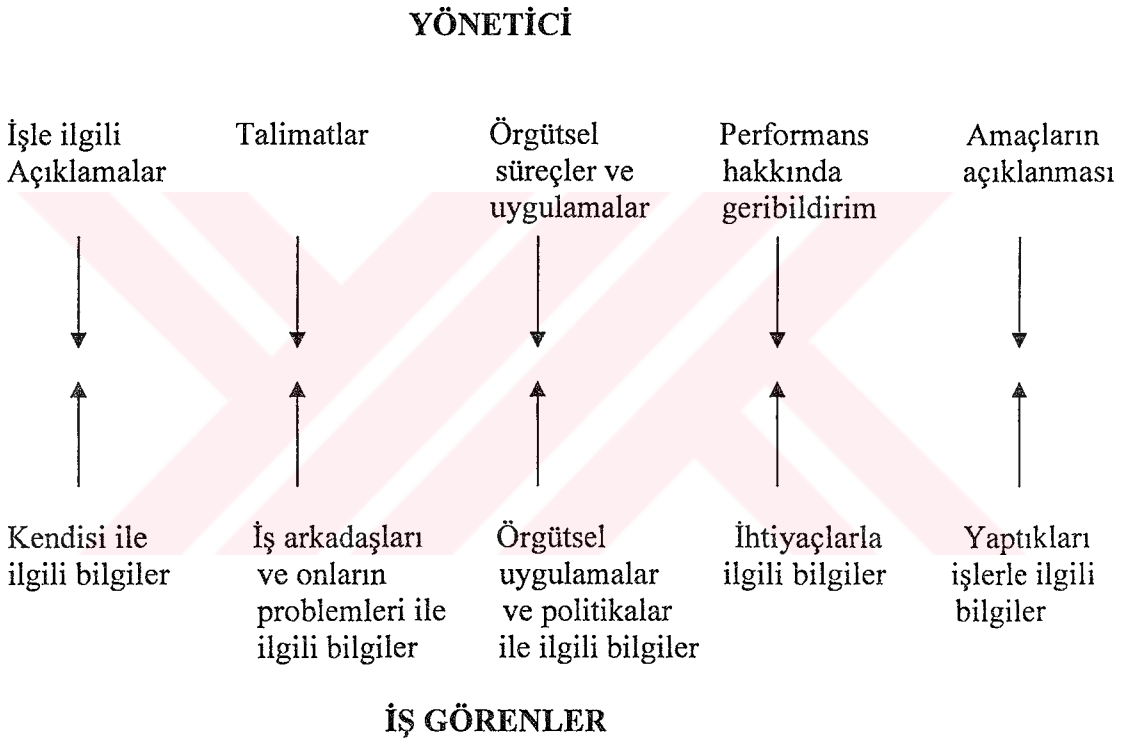 YÖNETİCİ
İşle ilgili
Açıklamalar
Talimatlar
Örgütsel
süreçler ve
uygulamalar
Performans
hakkında
geribildirim
Amaçların
açıklanması
Kendisi ile
ilgili bilgiler
İş arkadaşları
ve onların
problemleri ile
ilgili bilgiler
Örgütsel
uygulamalar
ve politikalar
ile ilgili bilgiler
İhtiyaçlarla
ilgili bilgiler
Yaptıkları
işlerle ilgili
bilgiler
İŞ GÖRENLER